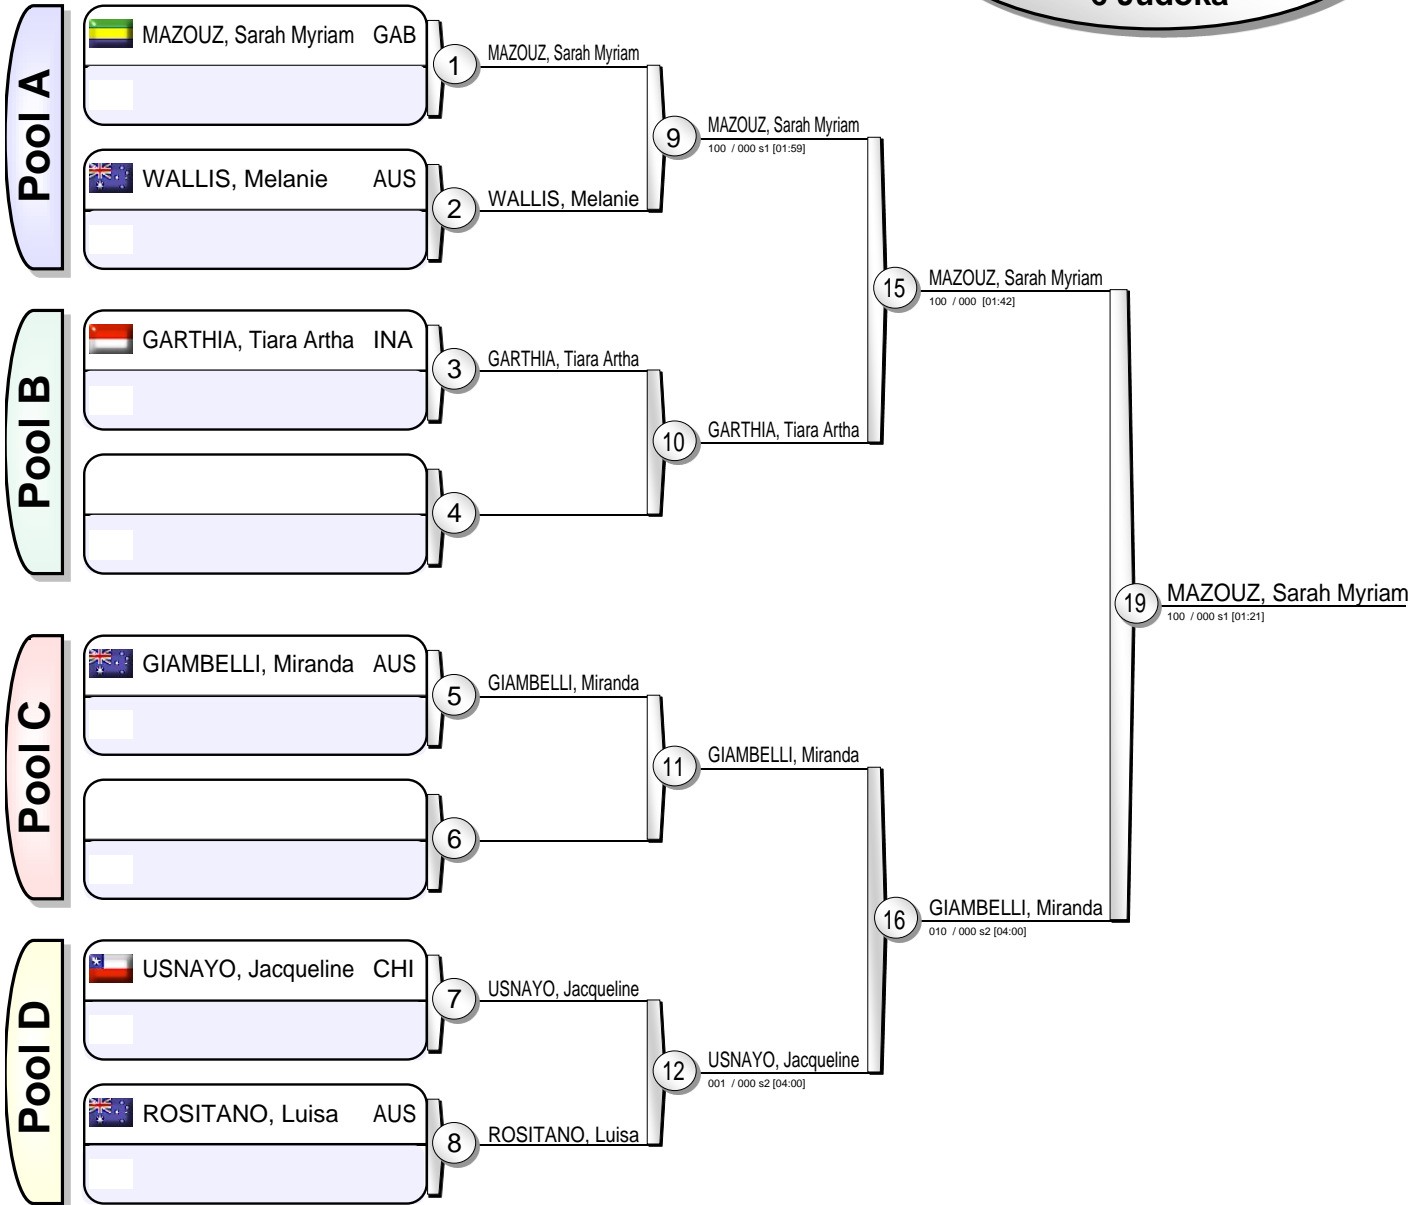 6 Judoka
Pool A
MAZOUZ, Sarah Myriam GAB
1
MAZOUZ, Sarah Myriam
WALLIS, Melanie AUS
2
WALLIS, Melanie
9
MAZOUZ, Sarah Myriam
100 / 000 s1 [01:59]
Pool B
GARTHIA, Tiara Artha INA
3
GARTHIA, Tiara Artha
4
10
GARTHIA, Tiara Artha
15
MAZOUZ, Sarah Myriam
100 / 000 [01:42]
Pool C
GIAMBELLI, Miranda AUS
5
GIAMBELLI, Miranda
6
11
GIAMBELLI, Miranda
Pool D
USNAYO, Jacqueline CHI
7
USNAYO, Jacqueline
ROSITANO, Luisa AUS
8
ROSITANO, Luisa
12
USNAYO, Jacqueline
001 / 000 s2 [04:00]
16
GIAMBELLI, Miranda
010 / 000 s2 [04:00]
19
MAZOUZ, Sarah Myriam
100 / 000 s1 [01:21]